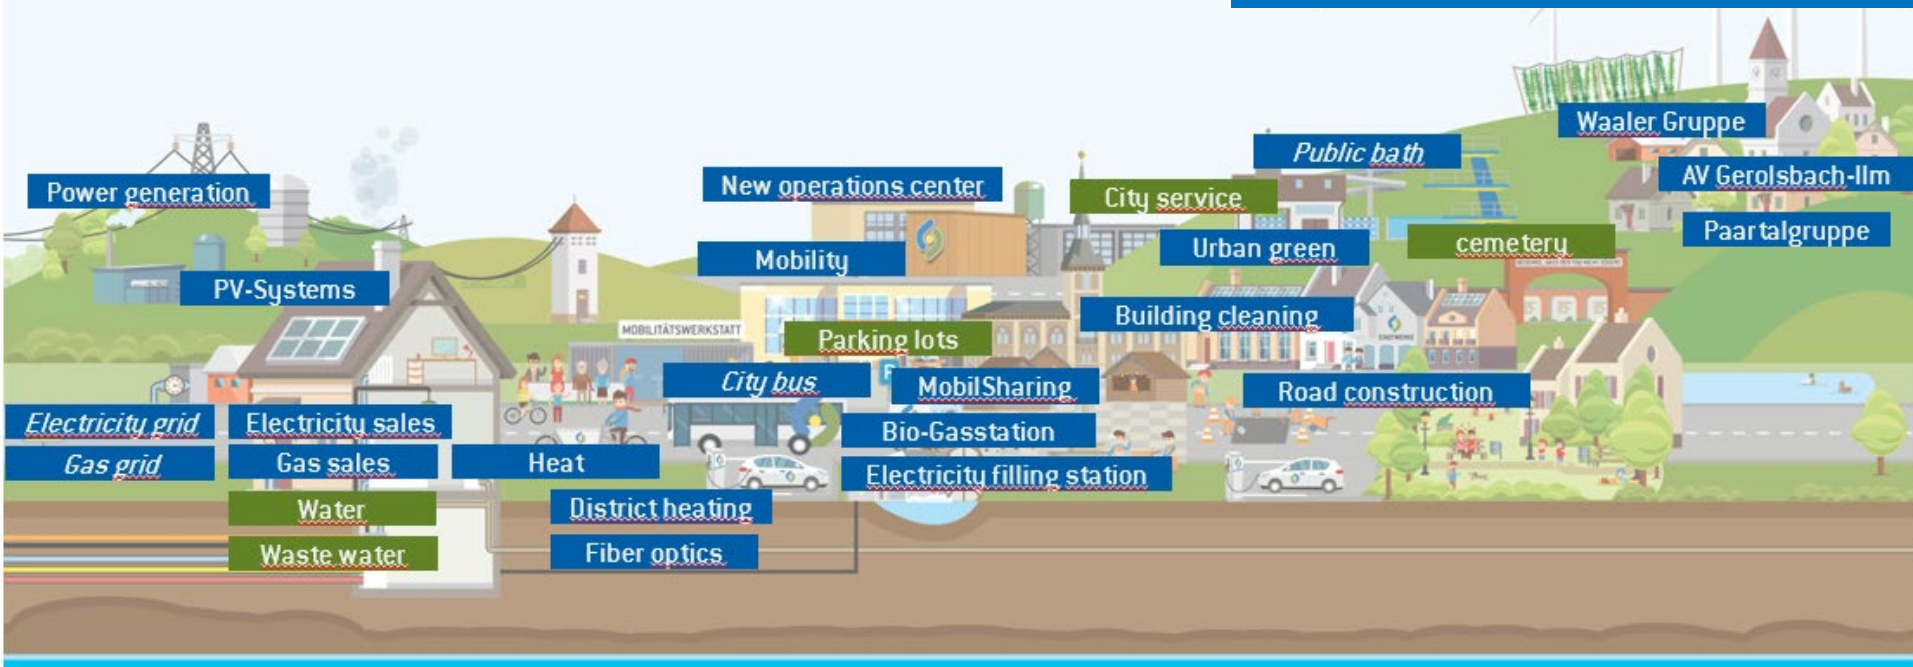 Waaler Gruppe
Public bath
AV Gerolsbach-Ilm
Power generation
New operations center
City service
Paartalgruppe
Urban green
cemetery
Mobility
PV-Systems
Building cleaning
MOBILITÄTSWERKSTATT
Parking lots
P
City bus
MobilSharing
Road construction
Electricity grid
Electricity sales
Bio-Gasstation
Gas grid
Gas sales
Heat
Electricity filling station
Water
District heating
Waste water
Fiber optics